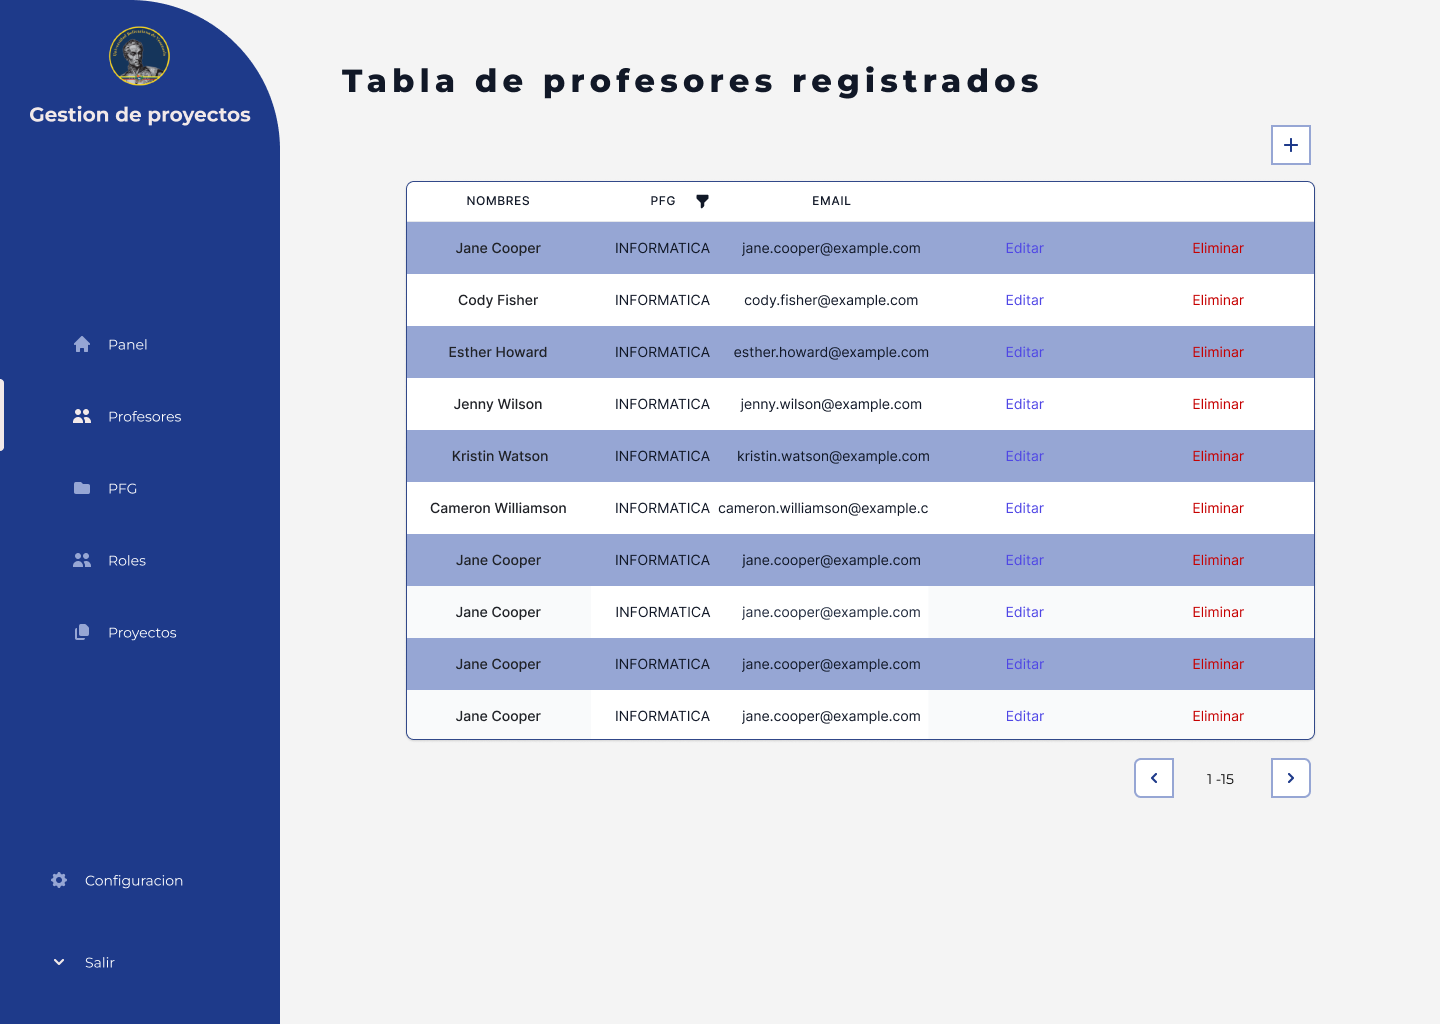 Universidad Bolivariana de Venezuela
Gestion de proyectos
Panel
Profesores
PFG
Roles
Proyectos
Configuracion
Salir
Tabla de profesores registrados
NOMBRES PFG EMAIL
Jane Cooper INFORMATICA jane.cooper@example.com Editar Eliminar
Cody Fisher INFORMATICA cody.fisher@example.com Editar Eliminar
Esther Howard INFORMATICA esther.howard@example.com Editar Eliminar
Jenny Wilson INFORMATICA jenny.wilson@example.com Editar Eliminar
Kristin Watson INFORMATICA kristin.watson@example.com Editar Eliminar
Cameron Williamson INFORMATICA cameron.williamson@example.c Editar Eliminar
Jane Cooper INFORMATICA jane.cooper@example.com Editar Eliminar
Jane Cooper INFORMATICA jane.cooper@example.com Editar Eliminar
Jane Cooper INFORMATICA jane.cooper@example.com Editar Eliminar
Jane Cooper INFORMATICA jane.cooper@example.com Editar Eliminar
1 -15